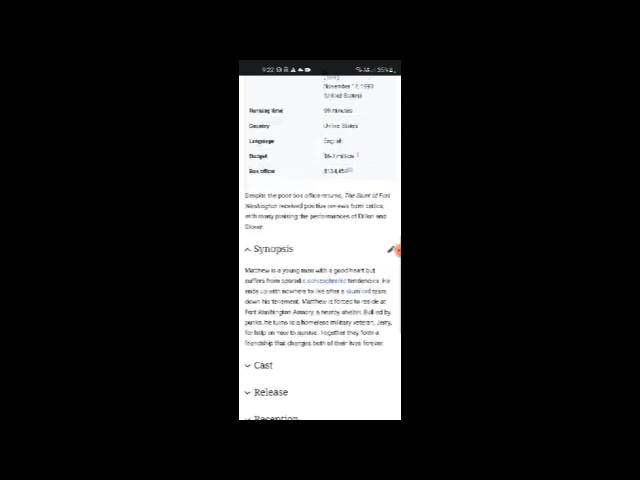 9:22
November 17, 1993
(United States)
Running time 99 minutes
Country United States
Language English
Budget million
Box office
Despite the poor box office returns, The Saint of Fort
Washington received positive reviews from critics,
with many praising the performances of Dillon and
Glover.
Synopsis
Matthew is a young man with a good heart but
suffers from schizophrenic tendencies. He
ends up with nowhere to live after a slumlord tears
down his tenement. Matthew is forced to reside at
Fort Washington Armory, a nearby shelter. Bullied by
punks, he turns to a homeless military veteran, Jerry,
for help on how to survive. Together they form a
friendship that changes both of their lives forever.
Cast
Release
Reception